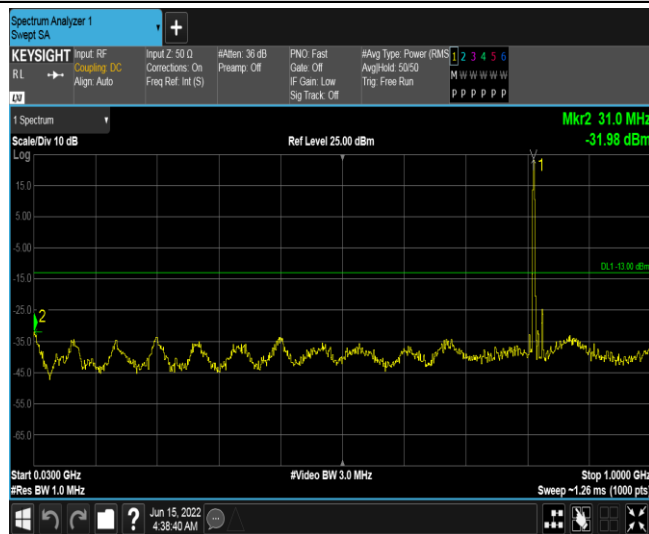 Spectrum Analyzer 1
Swept SA
+
KEYSIGHT Input: RF Input Z: 50 Ω #Atten: 36 dB PNO: Fast #Avg Type: Power (RMS 1 2 3 4 5 6
RL Coupling: DC Corrections: On Preamp: Off Gate: Off Avg|Hold: 50/50 M W W W W W
Align: Auto Freq Ref: Int (S) IF Gain: Low Trig: Free Run
LXI Sig Track: Off P P P P P P
1 Spectrum Mkr2 31.0 MHz
Scale/Div 10 dB Ref Level 25.00 dBm -31.98 dBm
Log
1
15.0
5.00
-5.00
DL1 -13.00 dBm
-15.0
-25.0
2
-35.0
-45.0
-55.0
-65.0
Start 0.0300 GHz #Video BW 3.0 MHz Stop 1.0000 GHz
#Res BW 1.0 MHz Sweep ~1.26 ms (1000 pts)
? Jun 15, 2022
4:38:40 AM